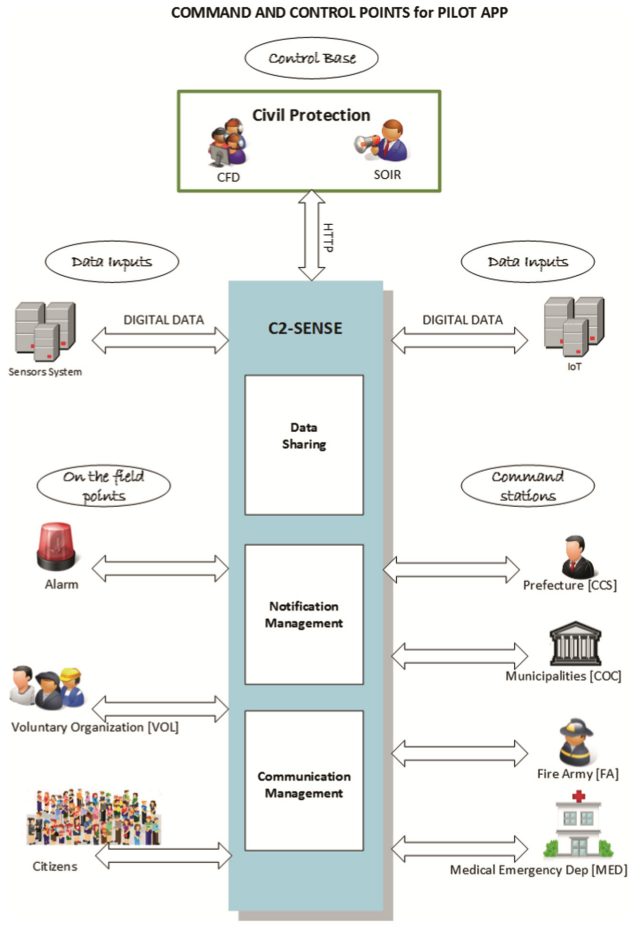 COMMAND AND CONTROL POINTS for PILOT APP
Control Base
Civil Protection
CFD
SOIR
HTTP
Data Inputs
Data Inputs
DIGITAL DATA
C2-SENSE
DIGITAL DATA
Sensors System
IoT
Data
Sharing
On the field
points
Command
stations
Alarm
Prefecture [CCS]
Notification
Management
Municipalities [COC]
Voluntary Organization [VOL]
Communication
Management
Fire Army [FA]
Citizens
Medical Emergency Dep [MED]